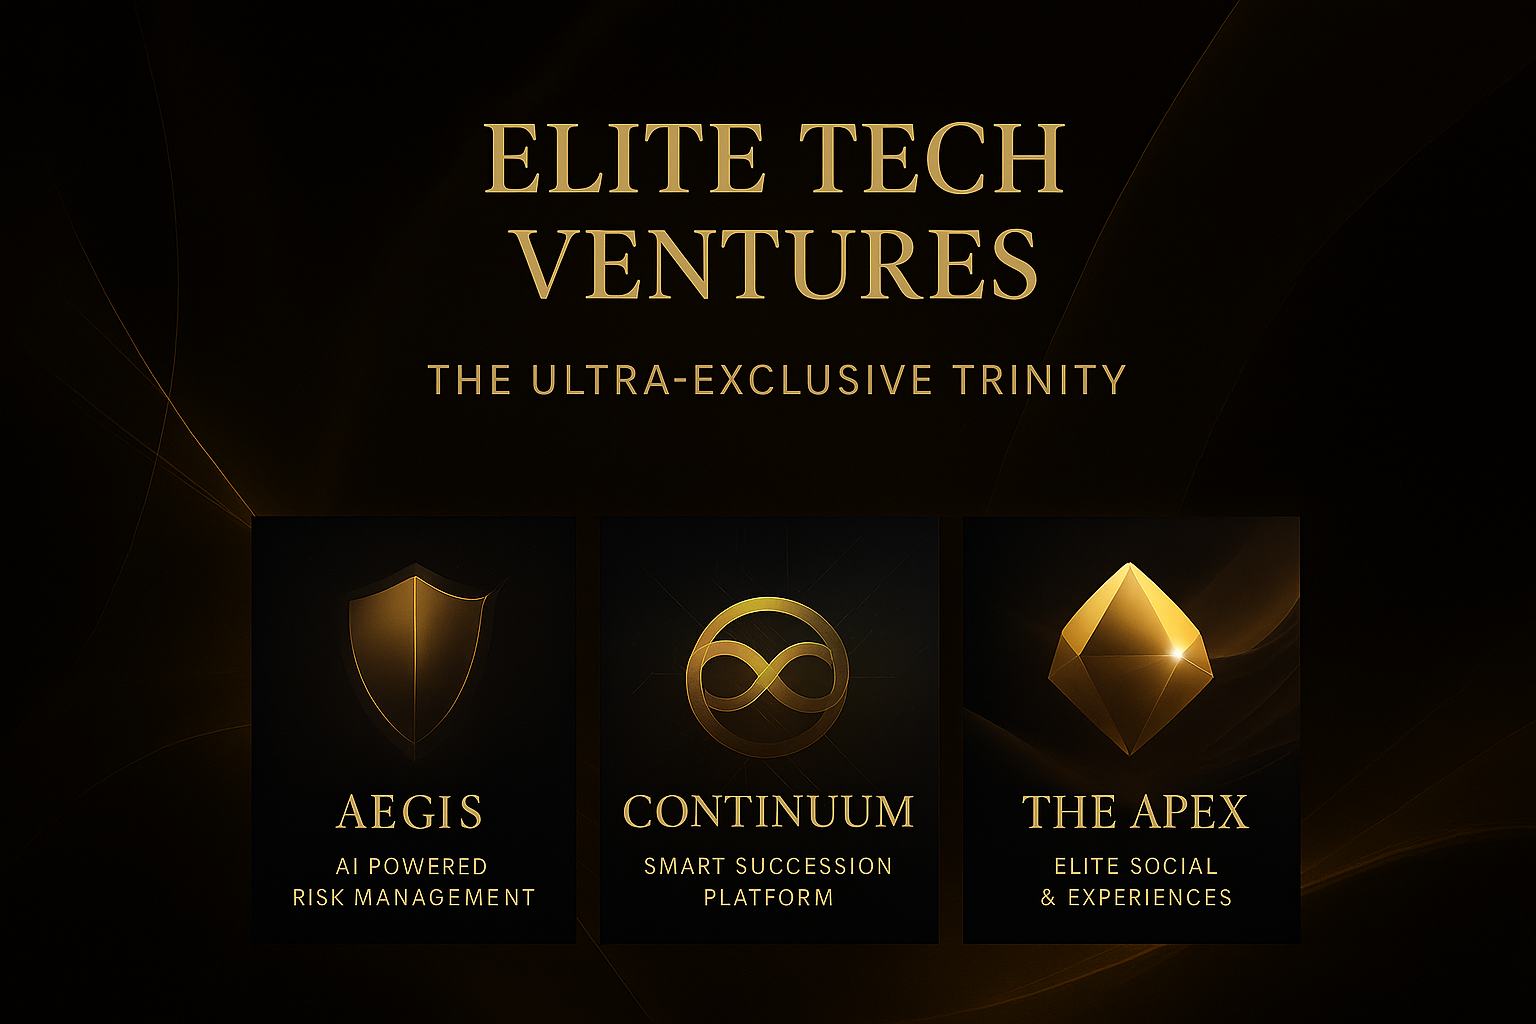 ELITE TECH
VENTURES
THE ULTRA-EXCLUSIVE TRINITY
AEGIS
AI POWERED
RISK MANAGEMENT
CONTINUUM
SMART SUCCESSION
PLATFORM
THE APEX
ELITE SOCIAL
& EXPERIENCES